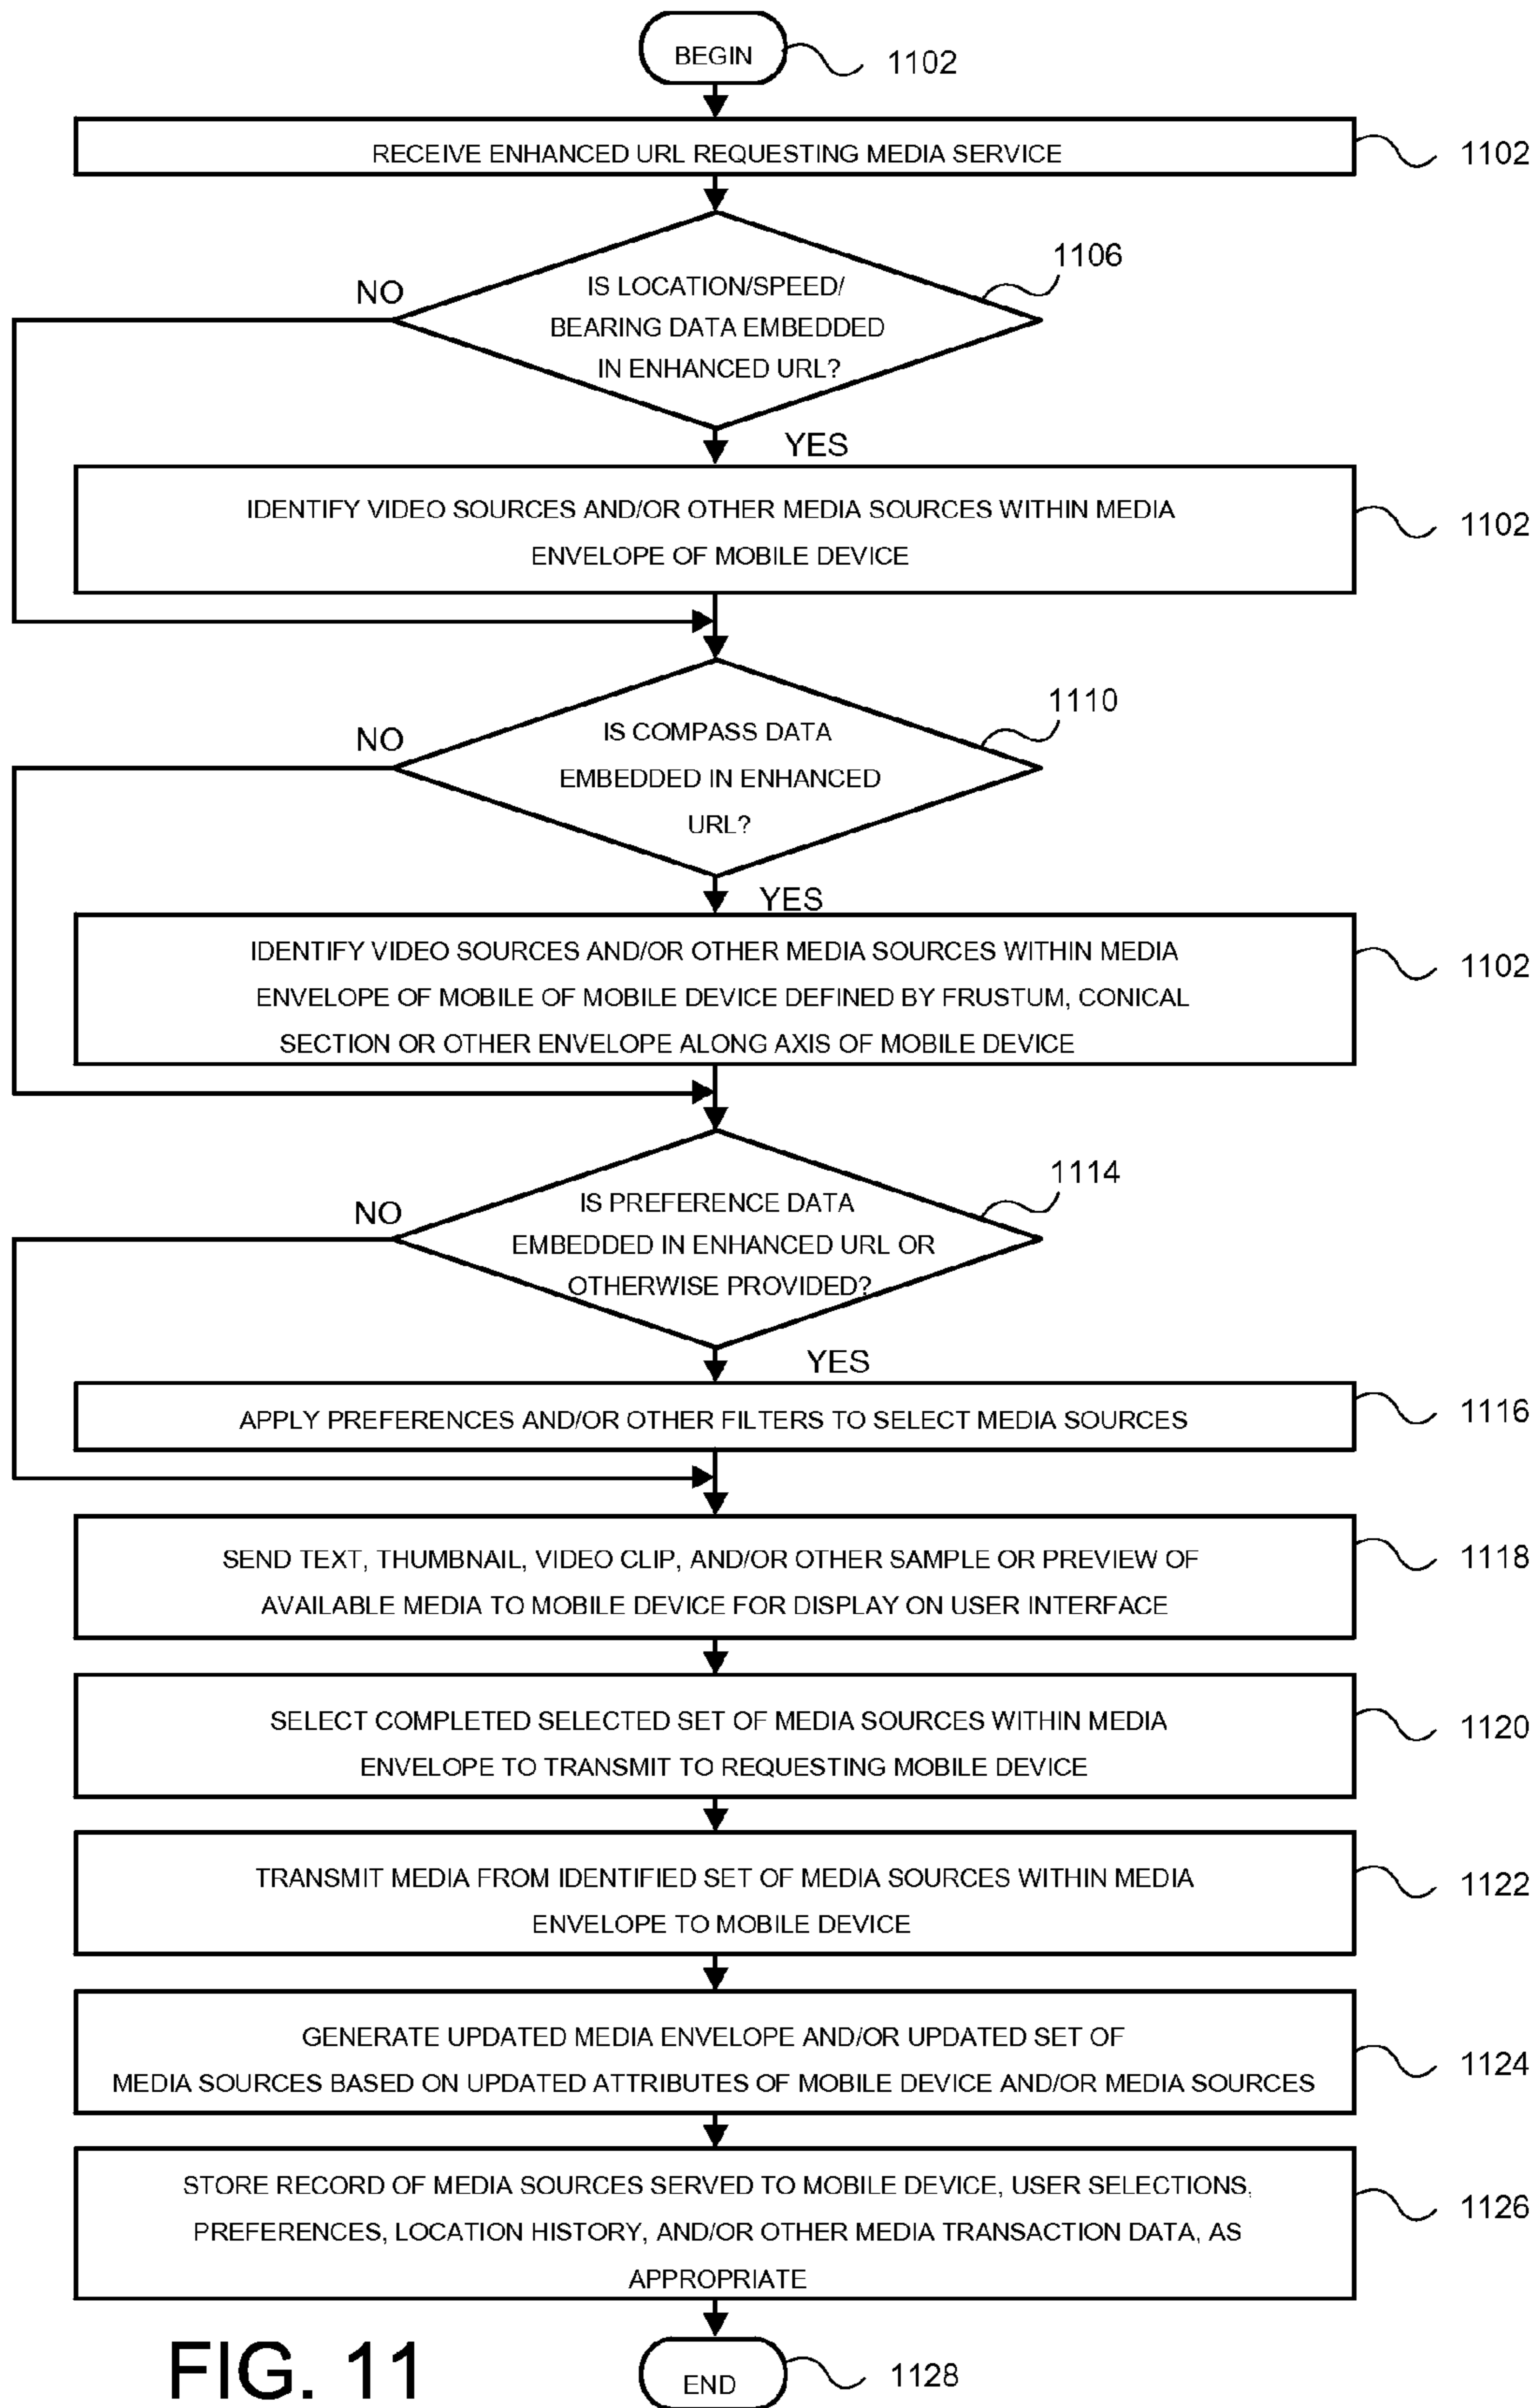 BEGIN
1102
RECEIVE ENHANCED URL REQUESTING MEDIA SERVICE
1102
1106
NO
IS LOCATION/SPEED/
BEARING DATA EMBEDDED
IN ENHANCED URL?
YES
IDENTIFY VIDEO SOURCES AND/OR OTHER MEDIA SOURCES WITHIN MEDIA
ENVELOPE OF MOBILE DEVICE
1102
1110
NO
IS COMPASS DATA
EMBEDDED IN ENHANCED
URL?
YES
IDENTIFY VIDEO SOURCES AND/OR OTHER MEDIA SOURCES WITHIN MEDIA
ENVELOPE OF MOBILE OF MOBILE DEVICE DEFINED BY FRUSTUM, CONICAL
SECTION OR OTHER ENVELOPE ALONG AXIS OF MOBILE DEVICE
1102
1114
NO
IS PREFERENCE DATA
EMBEDDED IN ENHANCED URL OR
OTHERWISE PROVIDED?
YES
APPLY PREFERENCES AND/OR OTHER FILTERS TO SELECT MEDIA SOURCES
1116
SEND TEXT, THUMBNAIL, VIDEO CLIP, AND/OR OTHER SAMPLE OR PREVIEW OF
AVAILABLE MEDIA TO MOBILE DEVICE FOR DISPLAY ON USER INTERFACE
1118
SELECT COMPLETED SELECTED SET OF MEDIA SOURCES WITHIN MEDIA
ENVELOPE TO TRANSMIT TO REQUESTING MOBILE DEVICE
1120
TRANSMIT MEDIA FROM IDENTIFIED SET OF MEDIA SOURCES WITHIN MEDIA
ENVELOPE TO MOBILE DEVICE
1122
GENERATE UPDATED MEDIA ENVELOPE AND/OR UPDATED SET OF
MEDIA SOURCES BASED ON UPDATED ATTRIBUTES OF MOBILE DEVICE AND/OR MEDIA SOURCES
1124
STORE RECORD OF MEDIA SOURCES SERVED TO MOBILE DEVICE, USER SELECTIONS,
PREFERENCES, LOCATION HISTORY, AND/OR OTHER MEDIA TRANSACTION DATA, AS
APPROPRIATE
1126
END
1128
FIG. 11